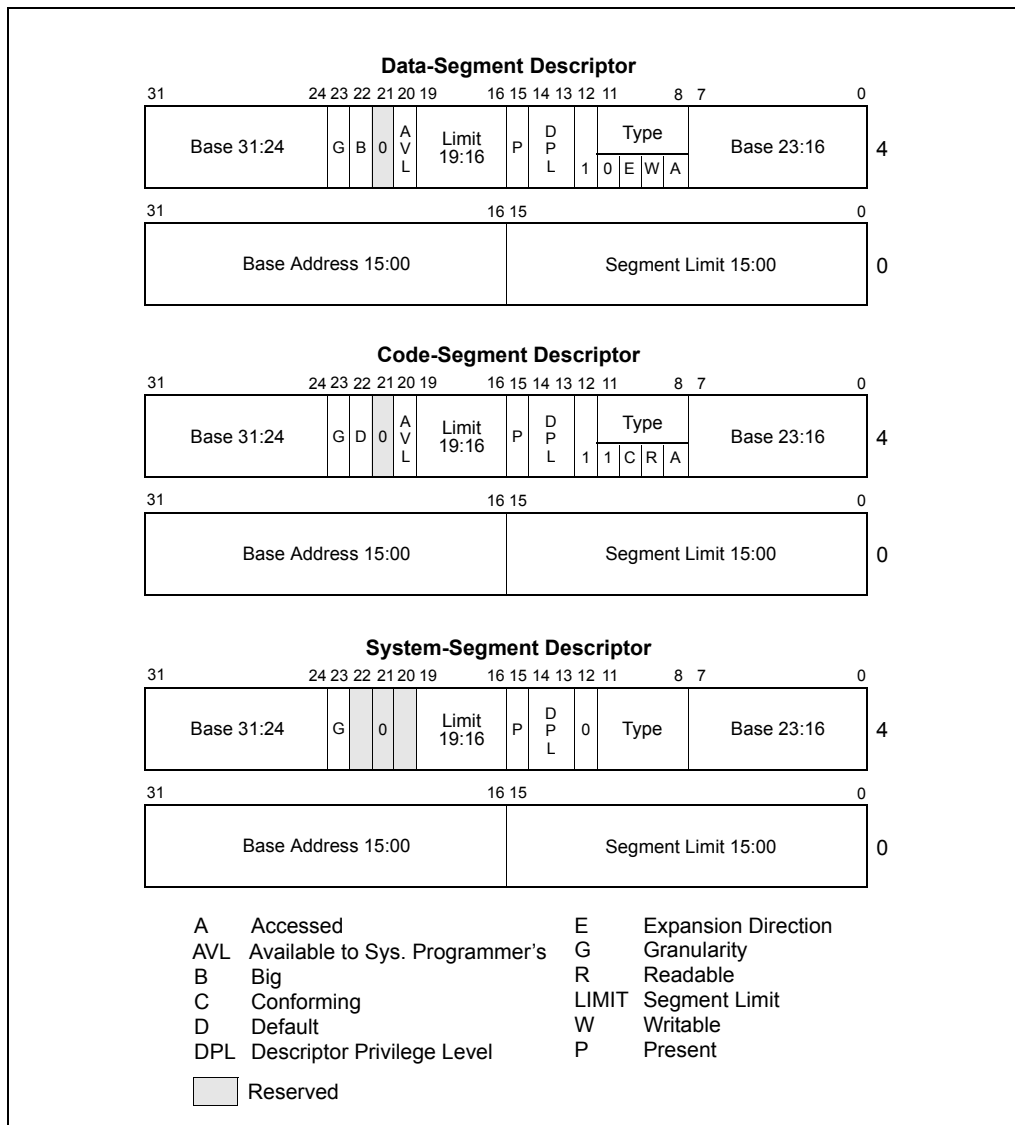 Data-Segment Descriptor
31 24 23 22 21 20 19 16 15 14 13 12 11 8 7 0
Base 31:24 G B 0 AVL Limit 19:16 P DPL 1 Type 0 E W A Base 23:16 4
31 16 15 0
Base Address 15:00 Segment Limit 15:00 0
Code-Segment Descriptor
31 24 23 22 21 20 19 16 15 14 13 12 11 8 7 0
Base 31:24 G D 0 AVL Limit 19:16 P DPL 1 Type 1 C R A Base 23:16 4
31 16 15 0
Base Address 15:00 Segment Limit 15:00 0
System-Segment Descriptor
31 24 23 22 21 20 19 16 15 14 13 12 11 8 7 0
Base 31:24 G 0 Limit 19:16 P DPL 0 Type Base 23:16 4
31 16 15 0
Base Address 15:00 Segment Limit 15:00 0
A Accessed
AVL Available to Sys. Programmer's
B Big
C Conforming
D Default
DPL Descriptor Privilege Level
E Expansion Direction
G Granularity
R Readable
LIMIT Segment Limit
W Writable
P Present
Reserved